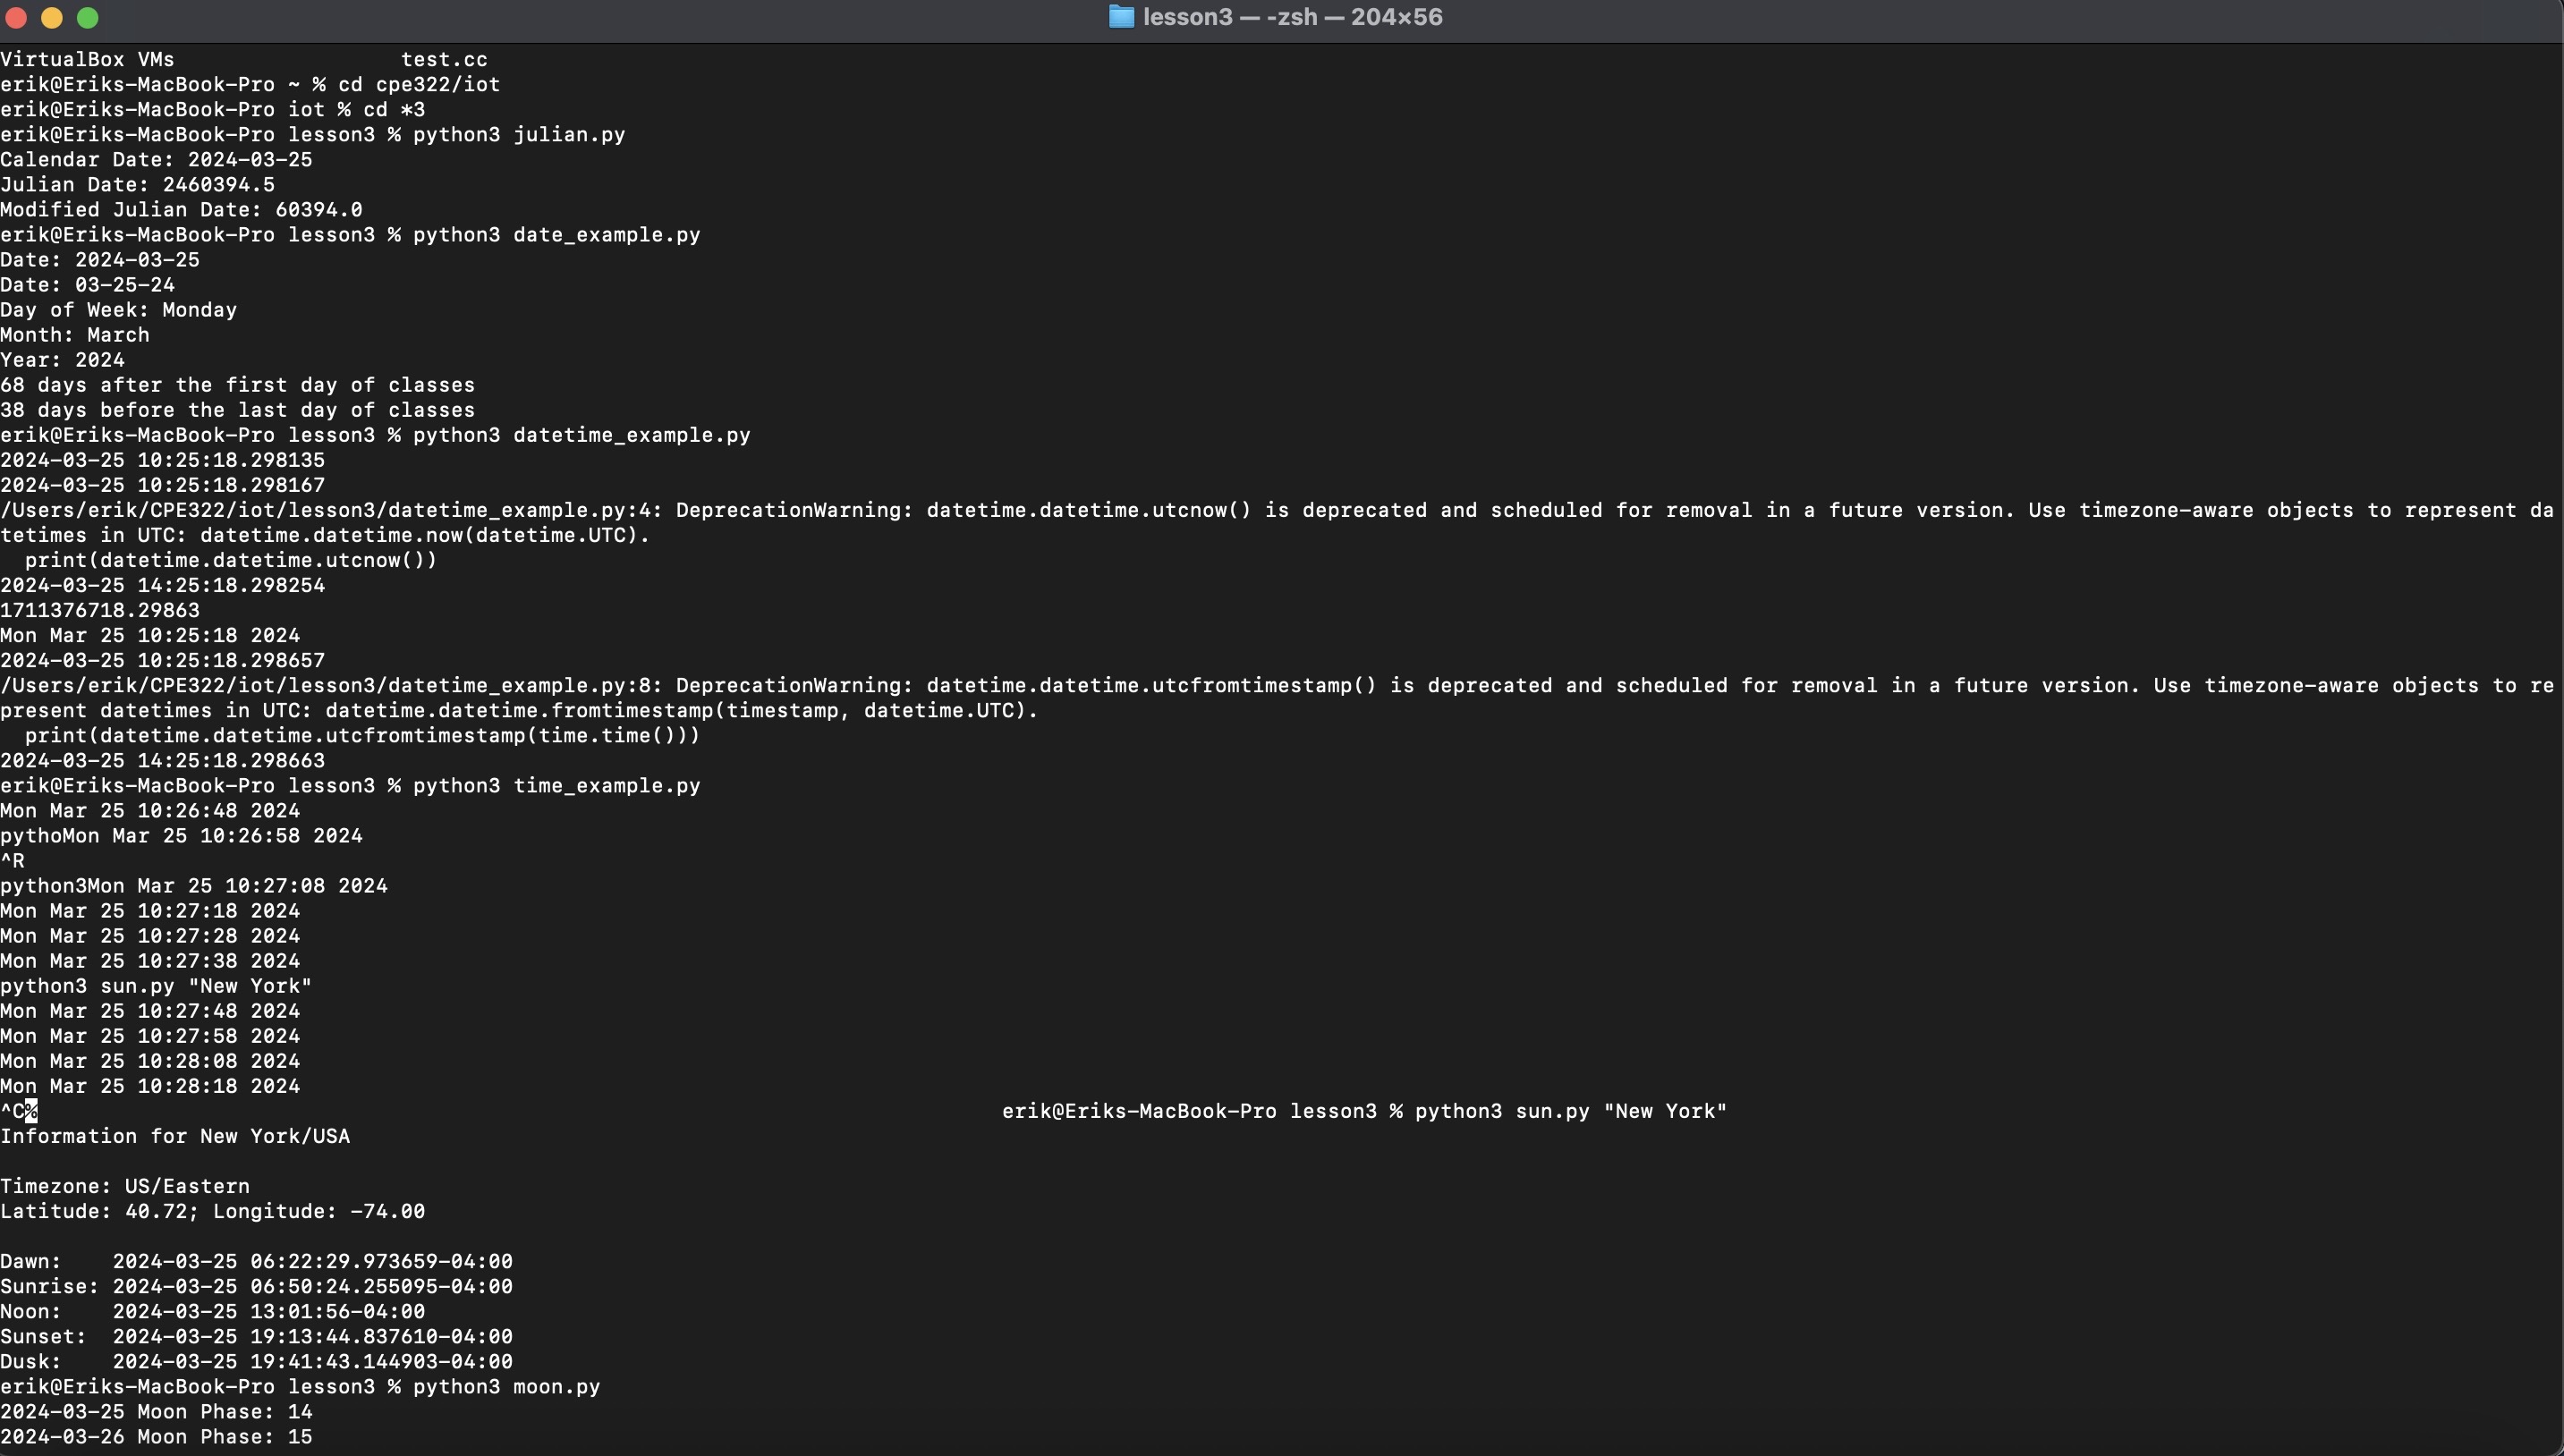 lesson3 — -zsh — 204×56
VirtualBox VMs                  test.cc
erik@Eriks-MacBook-Pro ~ % cd cpe322/iot
erik@Eriks-MacBook-Pro iot % cd *3
erik@Eriks-MacBook-Pro lesson3 % python3 julian.py
Calendar Date: 2024-03-25
Julian Date: 2460394.5
Modified Julian Date: 60394.0
erik@Eriks-MacBook-Pro lesson3 % python3 date_example.py
Date: 2024-03-25
Date: 03-25-24
Day of Week: Monday
Month: March
Year: 2024
68 days after the first day of classes
38 days before the last day of classes
erik@Eriks-MacBook-Pro lesson3 % python3 datetime_example.py
2024-03-25 10:25:18.298135
2024-03-25 10:25:18.298167
/Users/erik/CPE322/iot/lesson3/datetime_example.py:4: DeprecationWarning: datetime.datetime.utcnow() is deprecated and scheduled for removal in a future version. Use timezone-aware objects to represent da
tetimes in UTC: datetime.datetime.now(datetime.UTC).
  print(datetime.datetime.utcnow())
2024-03-25 14:25:18.298254
1711376718.29863
Mon Mar 25 10:25:18 2024
2024-03-25 10:25:18.298657
/Users/erik/CPE322/iot/lesson3/datetime_example.py:8: DeprecationWarning: datetime.datetime.utcfromtimestamp() is deprecated and scheduled for removal in a future version. Use timezone-aware objects to re
present datetimes in UTC: datetime.datetime.fromtimestamp(timestamp, datetime.UTC).
  print(datetime.datetime.utcfromtimestamp(time.time()))
2024-03-25 14:25:18.298663
erik@Eriks-MacBook-Pro lesson3 % python3 time_example.py
Mon Mar 25 10:26:48 2024
pythoMon Mar 25 10:26:58 2024
^R
python3Mon Mar 25 10:27:08 2024
Mon Mar 25 10:27:18 2024
Mon Mar 25 10:27:28 2024
Mon Mar 25 10:27:38 2024
python3 sun.py "New York"
Mon Mar 25 10:27:48 2024
Mon Mar 25 10:27:58 2024
Mon Mar 25 10:28:08 2024
Mon Mar 25 10:28:18 2024
^C%                  erik@Eriks-MacBook-Pro lesson3 % python3 sun.py "New York"
Information for New York/USA

Timezone: US/Eastern
Latitude: 40.72; Longitude: -74.00

Dawn:    2024-03-25 06:22:29.973659-04:00
Sunrise: 2024-03-25 06:50:24.255095-04:00
Noon:    2024-03-25 13:01:56-04:00
Sunset:  2024-03-25 19:13:44.837610-04:00
Dusk:    2024-03-25 19:41:43.144903-04:00
erik@Eriks-MacBook-Pro lesson3 % python3 moon.py
2024-03-25 Moon Phase: 14
2024-03-26 Moon Phase: 15